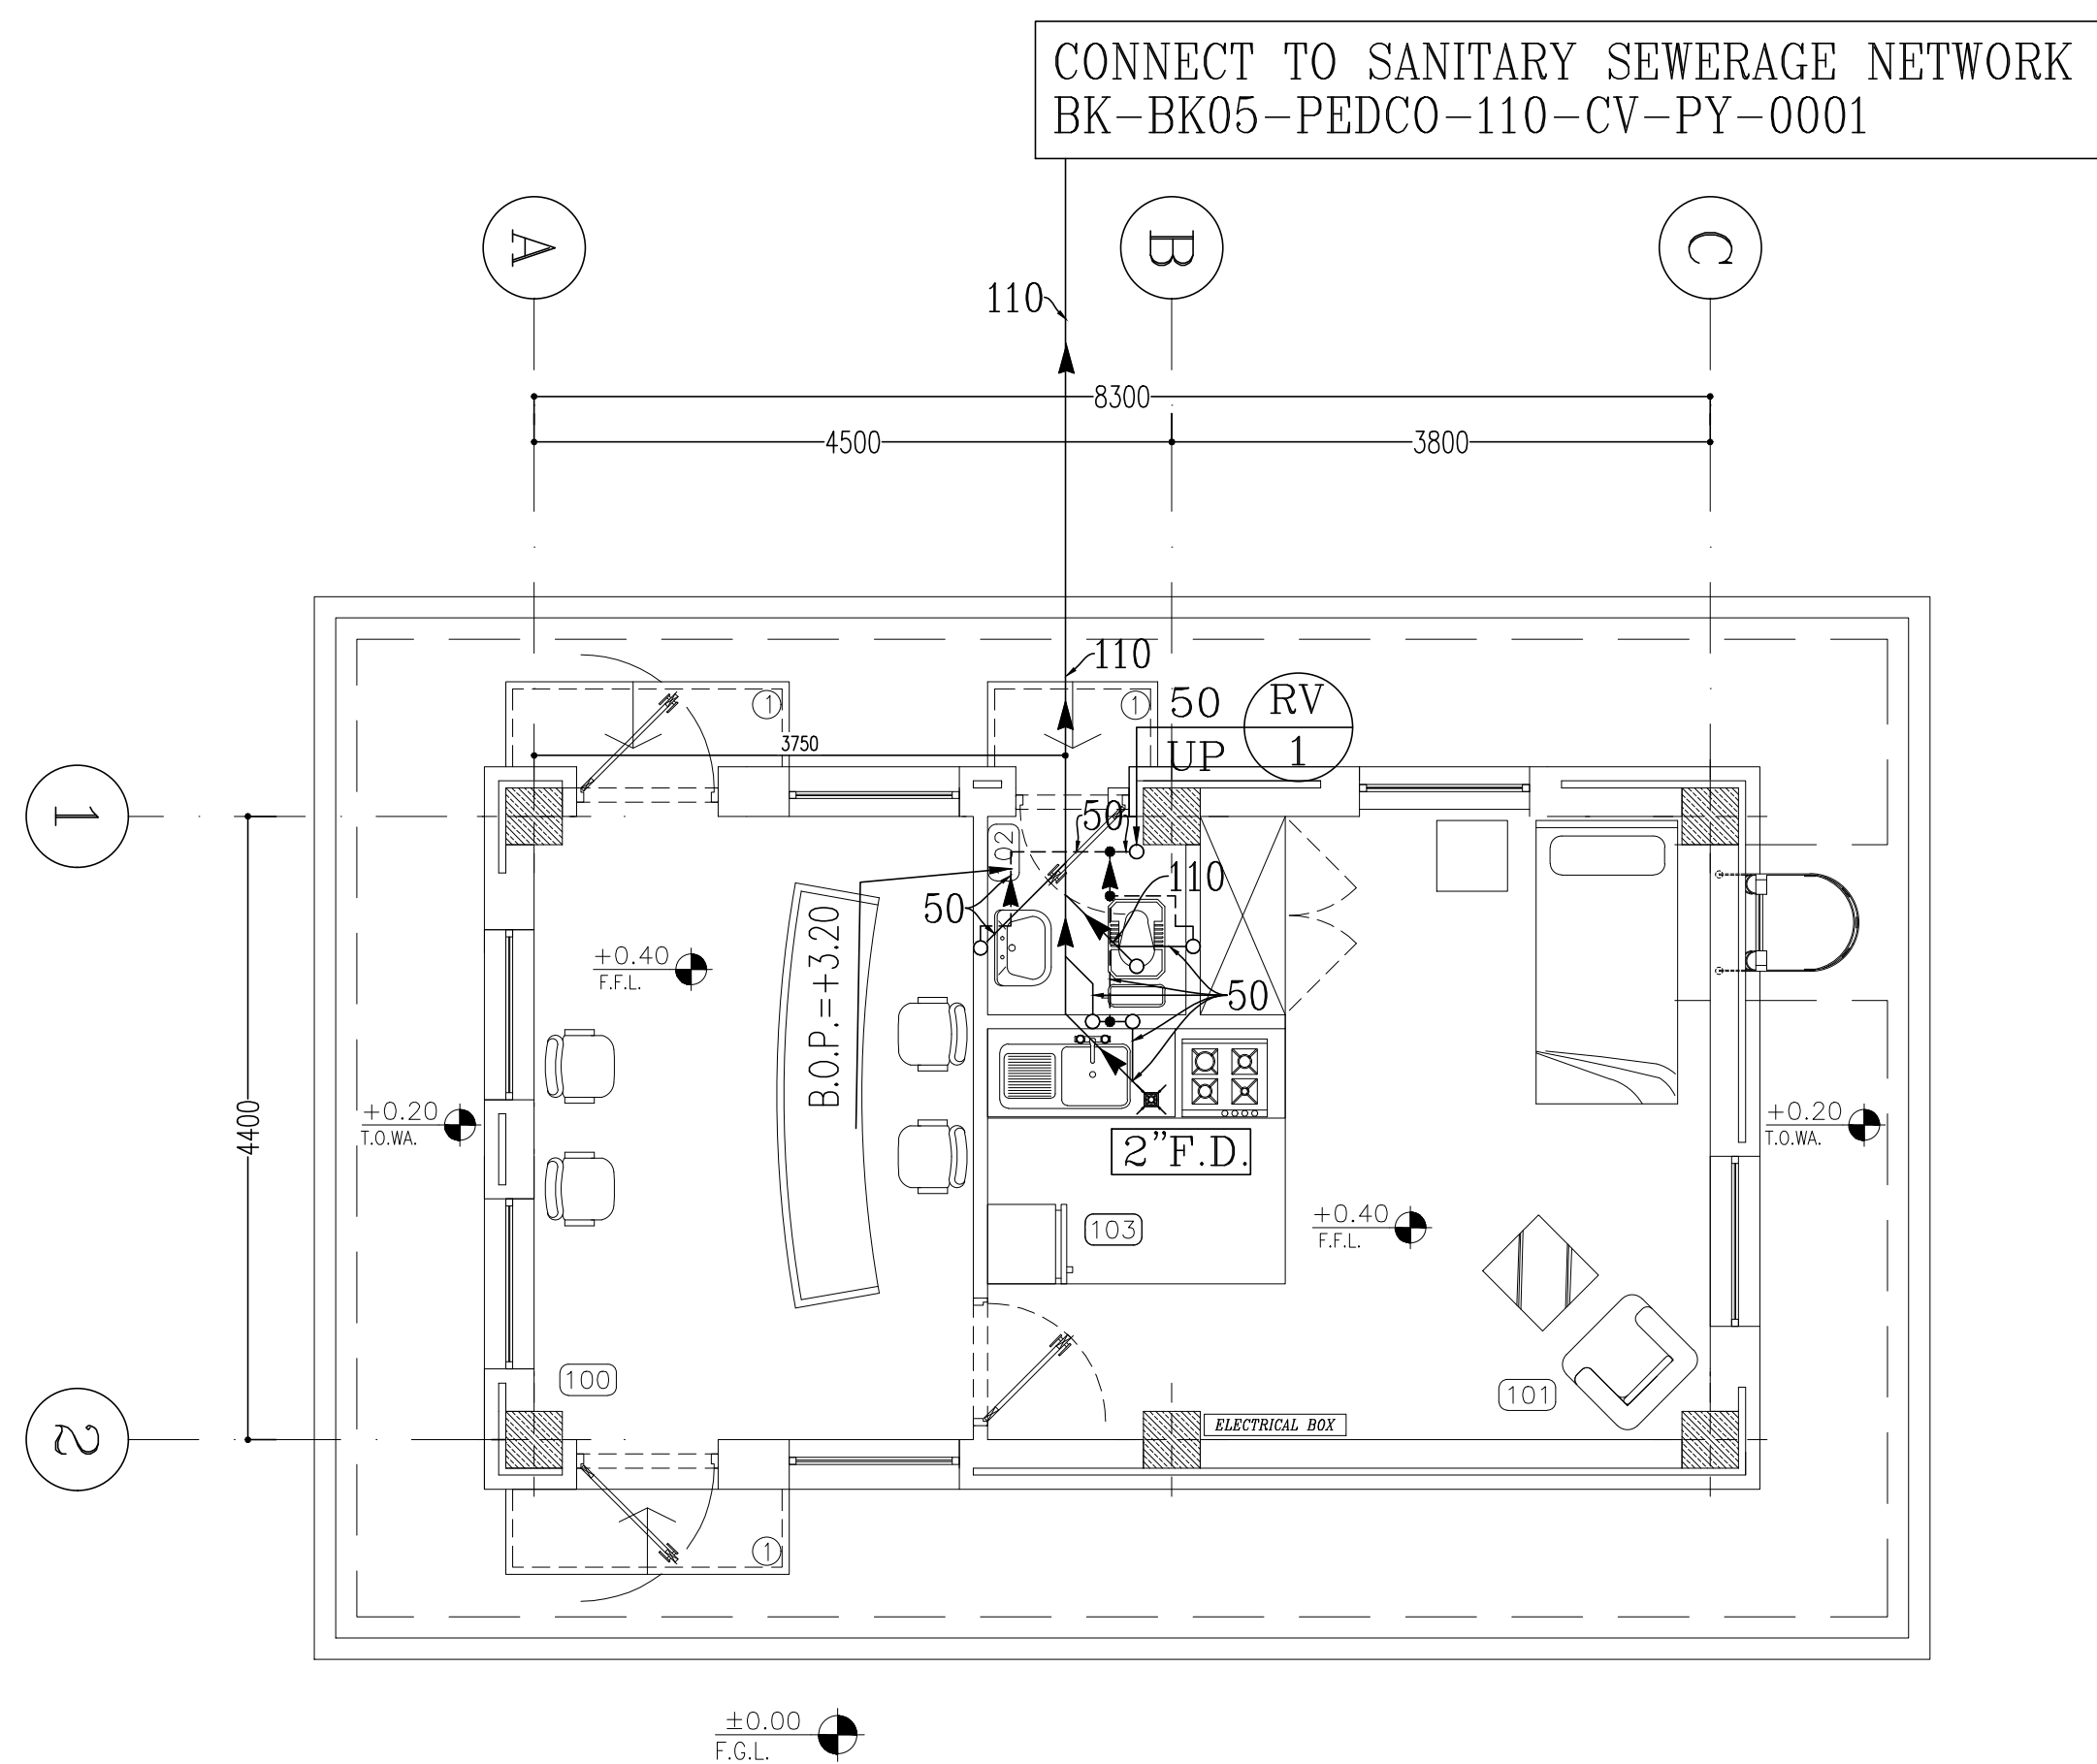 CONNECT TO SANITARY SEWERAGE NETWORK
BK-BK05-PEDCO-110-CV-PY-0001
A
B
C
110
8300
4500
3800
110
50
UP
RV
1
1
1
3750
1
50
02
110
50
+0.40
F.F.L.
B.O.P.=+3.20
50
4400
+0.20
T.O.WA.
+0.20
T.O.WA.
2"F.D.
103
+0.40
F.F.L.
100
101
ELECTRICAL BOX
2
1
±0.00
F.G.L.